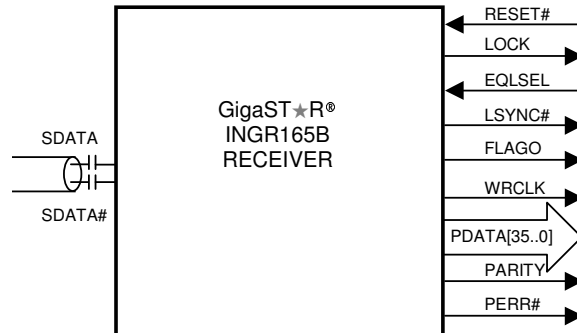 RESET#
LOCK
EQLSEL
LSYNC#
FLAGO
WRCLK
PDATA[35..0]
PARITY
PERR#
GigaST★R®
INGR165B
RECEIVER
SDATA
SDATA#